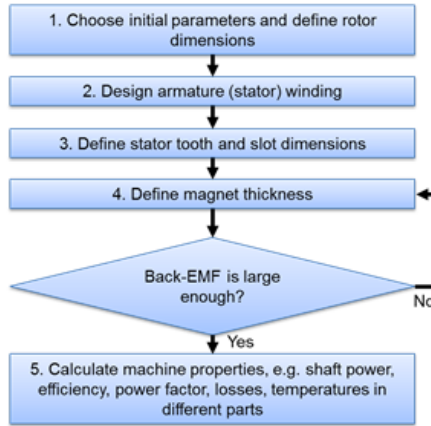 1. Choose initial parameters and define rotor
dimensions
2. Design armature (stator) winding
3. Define stator tooth and slot dimensions
4. Define magnet thickness
Back-EMF is large
enough?
No
Yes
5. Calculate machine properties, e.g. shaft power,
efficiency, power factor, losses, temperatures in
different parts